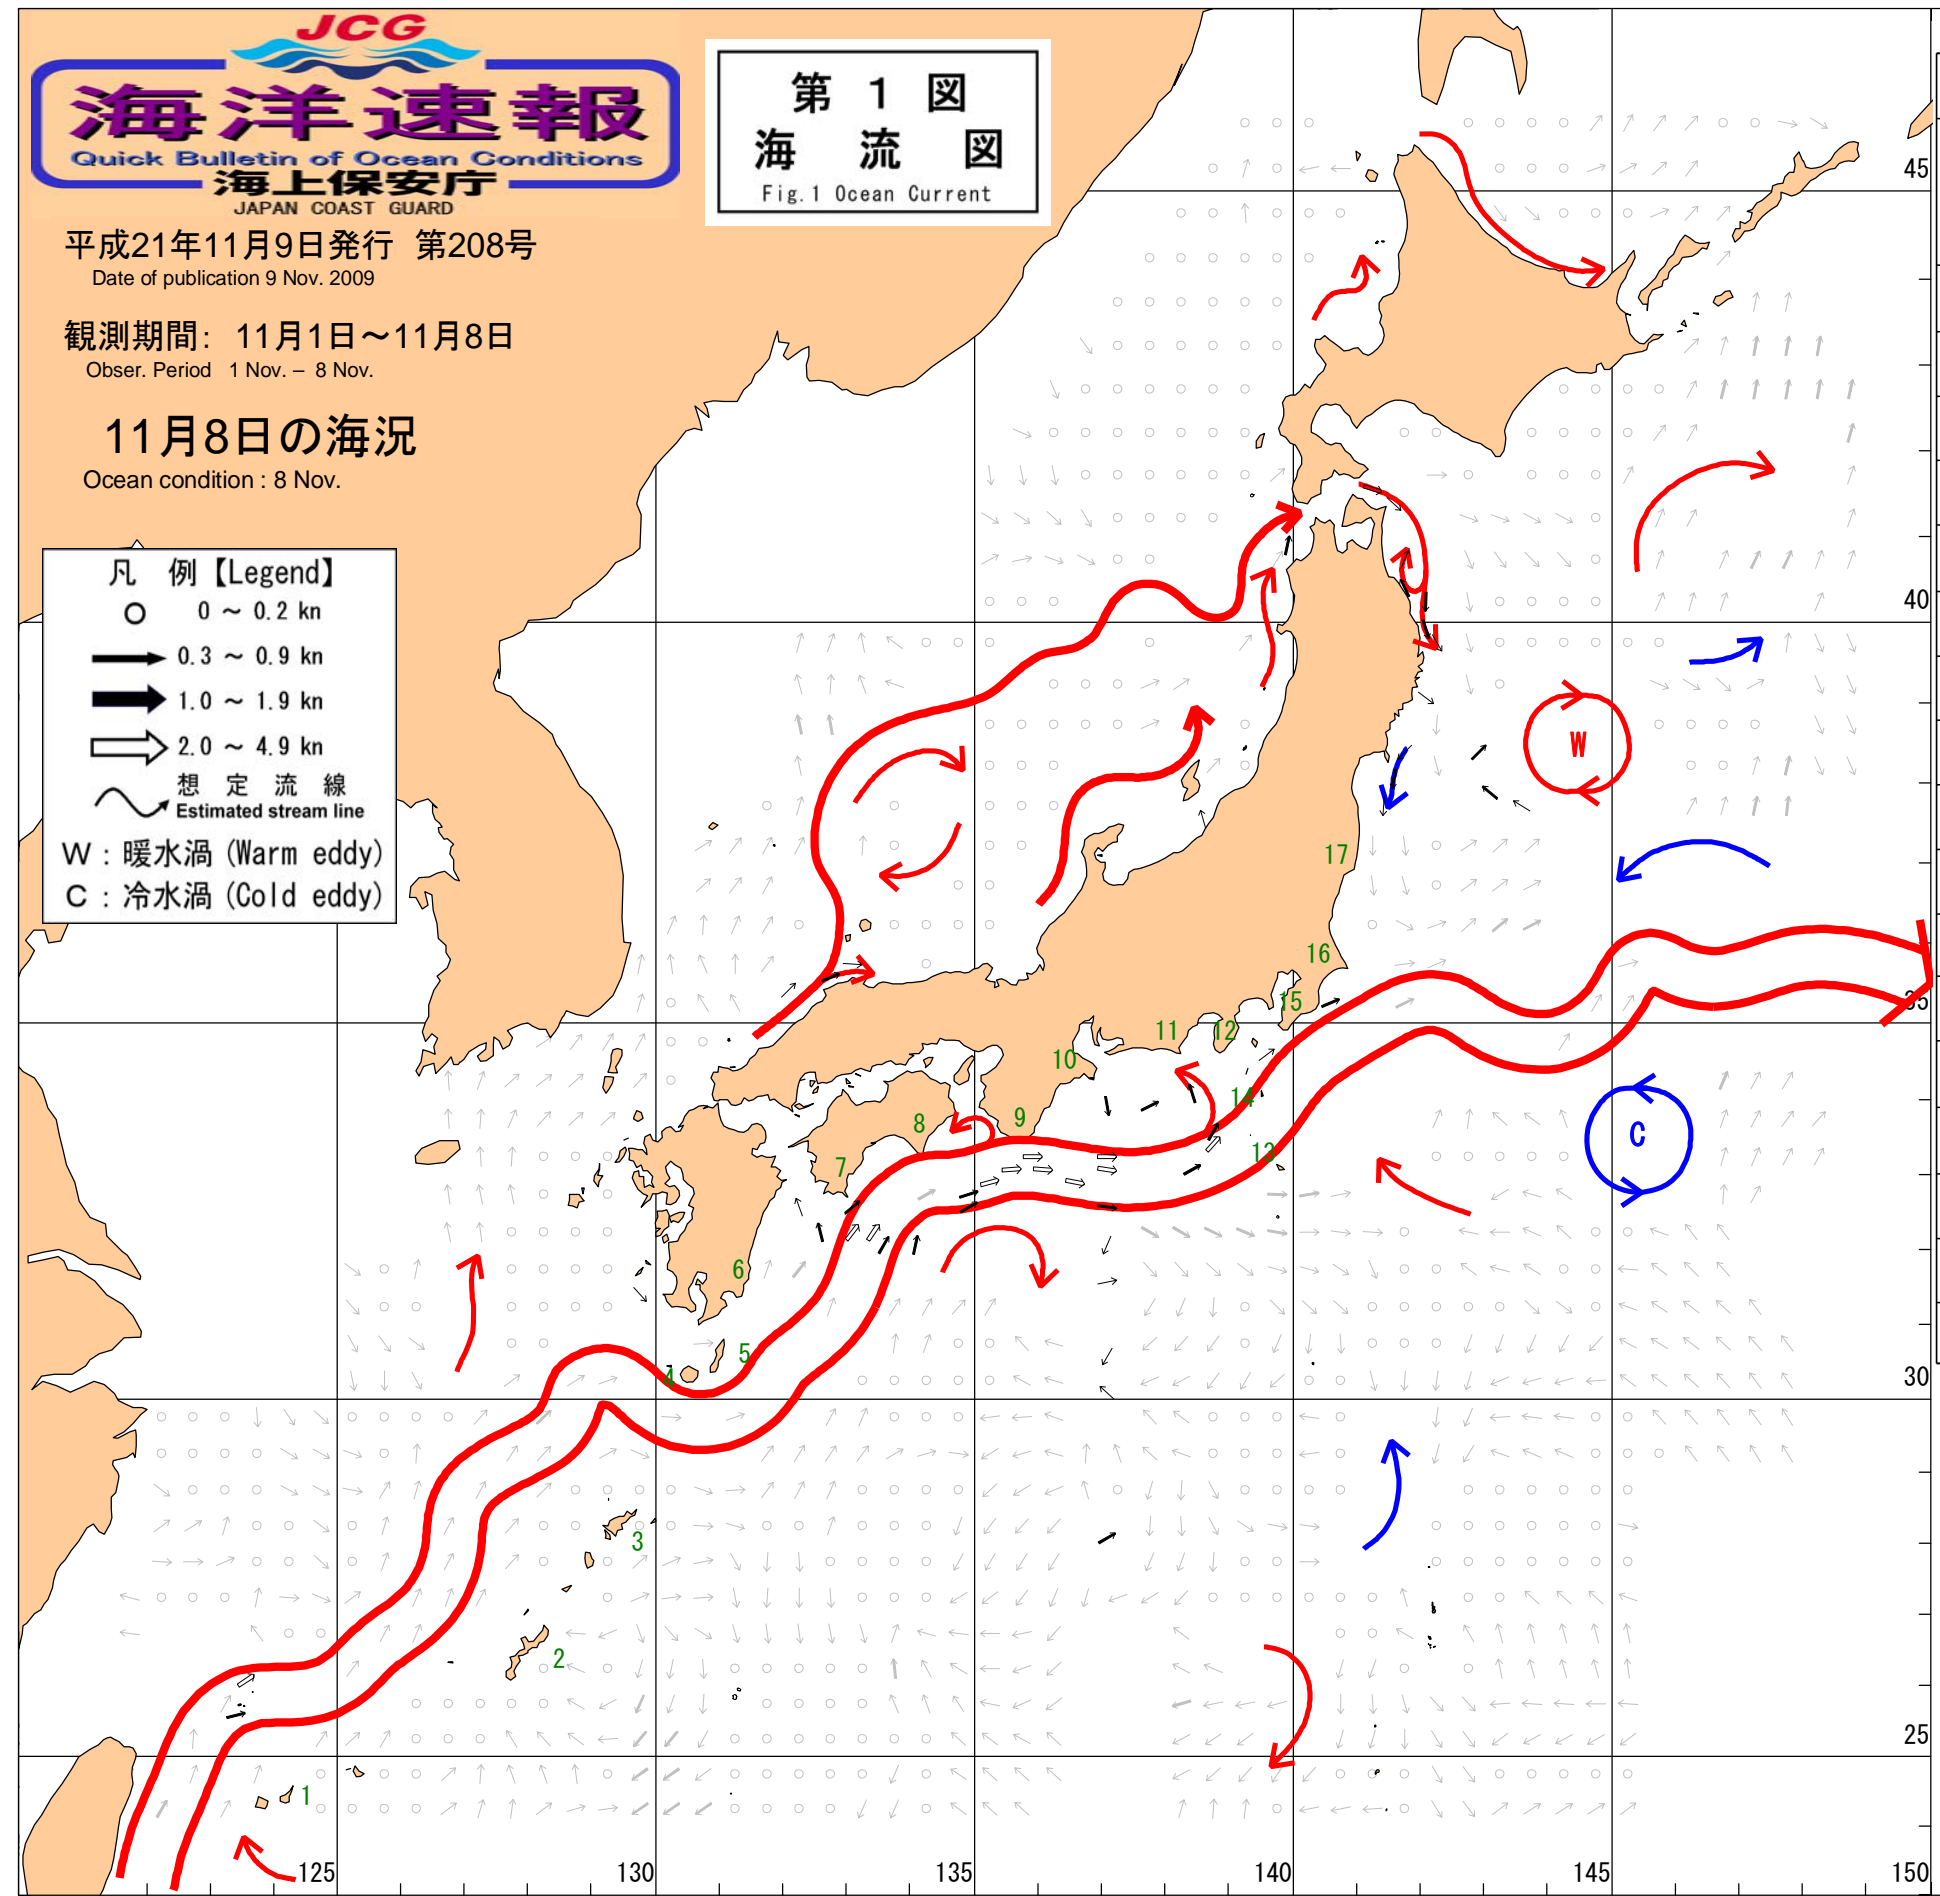 JCG
海洋速報
Quick Bulletin of Ocean Conditions
海上保安庁
JAPAN COAST GUARD
第 1 図
海 流 図
Fig.1 Ocean Current
平成21年11月9日発行 第208号
Date of publication 9 Nov. 2009
観測期間: 11月1日～11月8日
Obser. Period 1 Nov. – 8 Nov.
11月8日の海況
Ocean condition : 8 Nov.
凡 例【Legend】
0 ～ 0.2 kn
0.3 ～ 0.9 kn
1.0 ～ 1.9 kn
2.0 ～ 4.9 kn
想 定 流 線
Estimated stream line
W : 暖水渦 (Warm eddy)
C : 冷水渦 (Cold eddy)
45
40
W
17
16
15
35
11
12
10
14
9
8
13
C
7
6
5
4
30
3
2
25
1
125
130
135
140
145
150